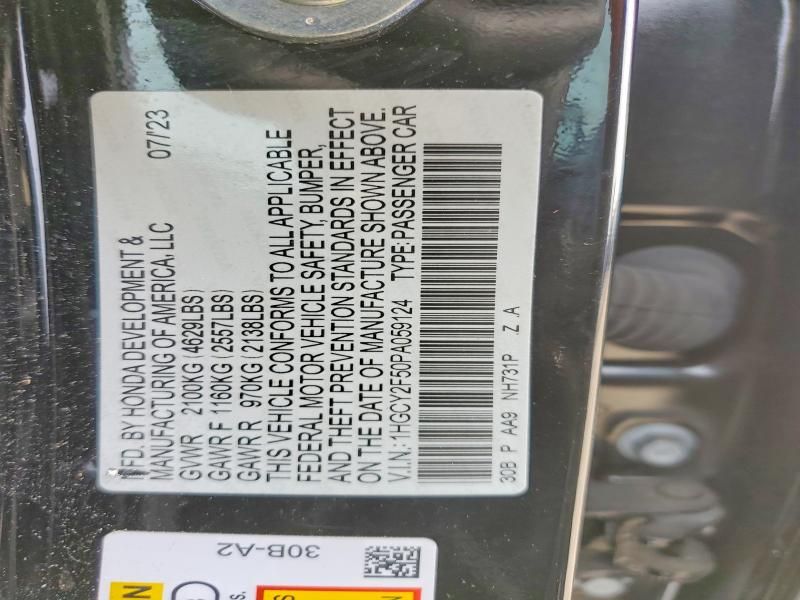 MFD. BY HONDA DEVELOPMENT &
MANUFACTURING OF AMERICA, LLC 07/'23
GVWR 2100KG (4629LBS)
GAWR F 1160KG (2557LBS)
GAWR R 970KG (2138LBS)
THIS VEHICLE CONFORMS TO ALL APPLICABLE
FEDERAL MOTOR VEHICLE SAFETY, BUMPER,
AND THEFT PREVENTION STANDARDS IN EFFECT
ON THE DATE OF MANUFACTURE SHOWN ABOVE.
V.I.N.: 1HGCY2F50PA059124 TYPE: PASSENGER CAR
30B P AA9 NH731P Z .A
30B-A2